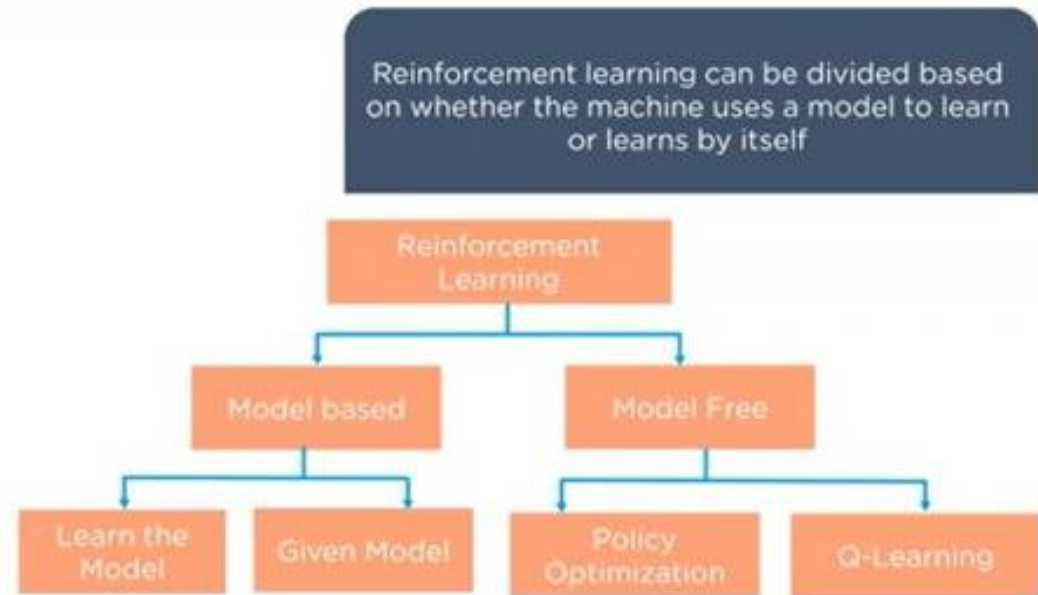 Reinforcement learning can be divided based
on whether the machine uses a model to learn
or learns by itself
Reinforcement
Learning
Model based
Model Free
Learn the
Model
Given Model
Policy
Optimization
Q-Learning